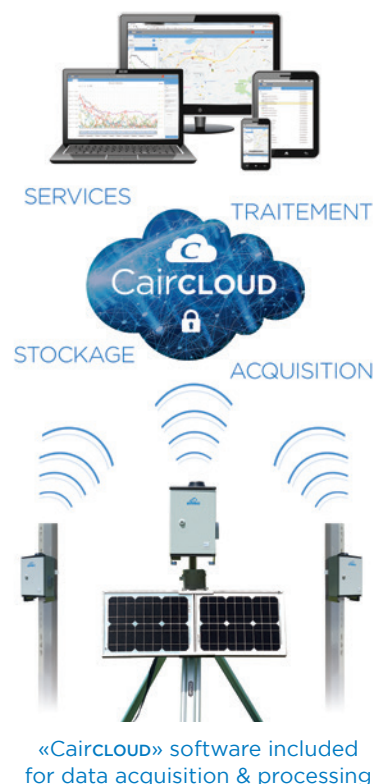 SERVICES
TRAITEMENT
C
CairCLOUD
STOCKAGE
ACQUISITION
«CairCLOUD» software included
for data acquisition & processing